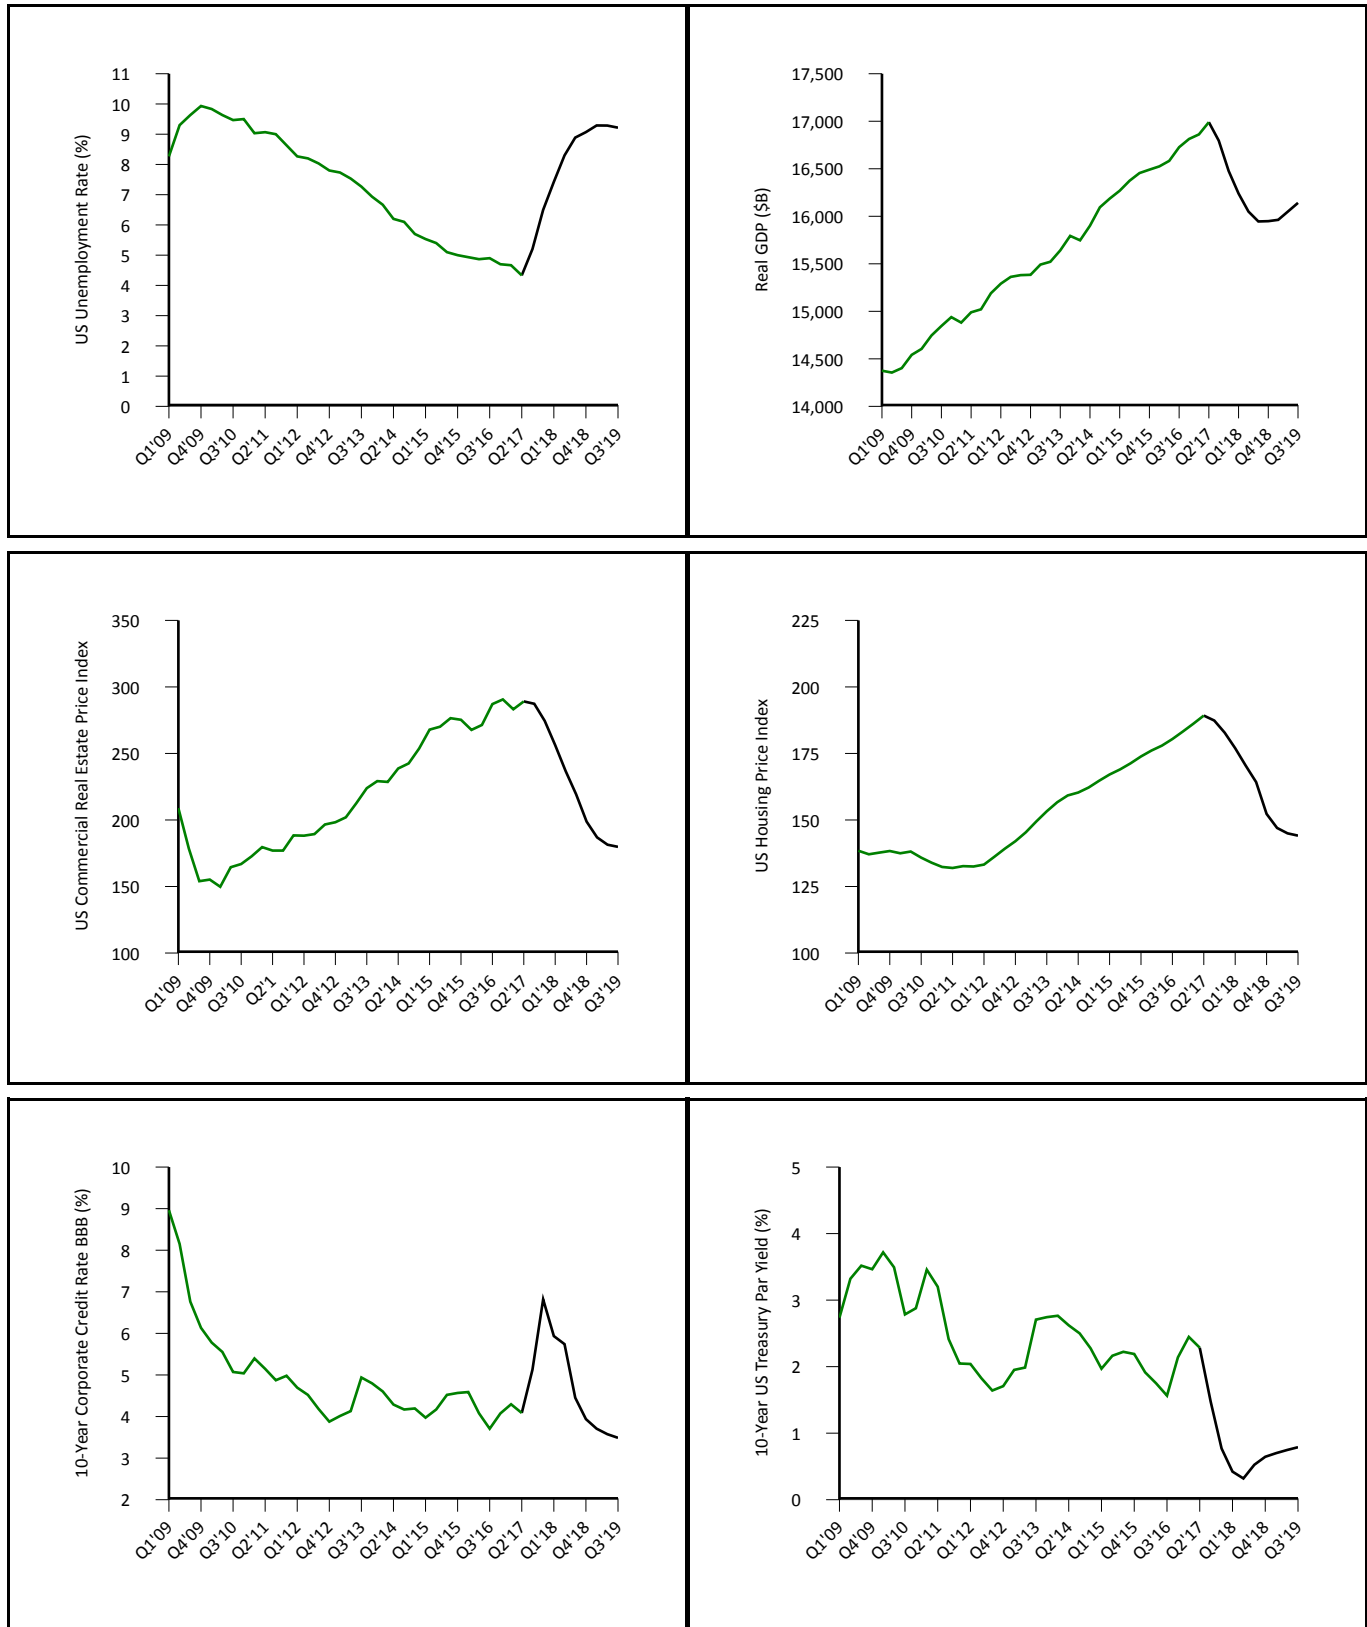 US Unemployment Rate (%)
11
10
9
8
7
6
5
4
3
2
1
0
Q1'09
Q4'09
Q3'10
Q2'11
Q1'12
Q4'12
Q3'13
Q2'14
Q1'15
Q4'15
Q3'16
Q2'17
Q1'18
Q4'18
Q3'19
Real GDP ($B)
17,500
17,000
16,500
16,000
15,500
15,000
14,500
14,000
Q1'09
Q4'09
Q3'10
Q2'11
Q1'12
Q4'12
Q3'13
Q2'14
Q1'15
Q4'15
Q3'16
Q2'17
Q1'18
Q4'18
Q3'19
US Commercial Real Estate Price Index
350
300
250
200
150
100
Q1'09
Q4'09
Q3'10
Q2'1
Q1'12
Q4'12
Q3'13
Q2'14
Q1'15
Q4'15
Q3'16
Q2'17
Q1'18
Q4'18
Q3'19
US Housing Price Index
225
200
175
150
125
100
Q1'09
Q4'09
Q3'10
Q2'11
Q1'12
Q4'12
Q3'13
Q2'14
Q1'15
Q4'15
Q3'16
Q2'17
Q1'18
Q4'18
Q3'19
10-Year Corporate Credit Rate BBB (%)
10
9
8
7
6
5
4
3
2
Q1'09
Q4'09
Q3'10
Q2'11
Q1'12
Q4'12
Q3'13
Q2'14
Q1'15
Q4'15
Q3'16
Q2'17
Q1'18
Q4'18
Q3'19
10-Year US Treasury Par Yield (%)
5
4
3
2
1
0
Q1'09
Q4'09
Q3'10
Q2'11
Q1'12
Q4'12
Q3'13
Q2'14
Q1'15
Q4'15
Q3'16
Q2'17
Q1'18
Q4'18
Q3'19